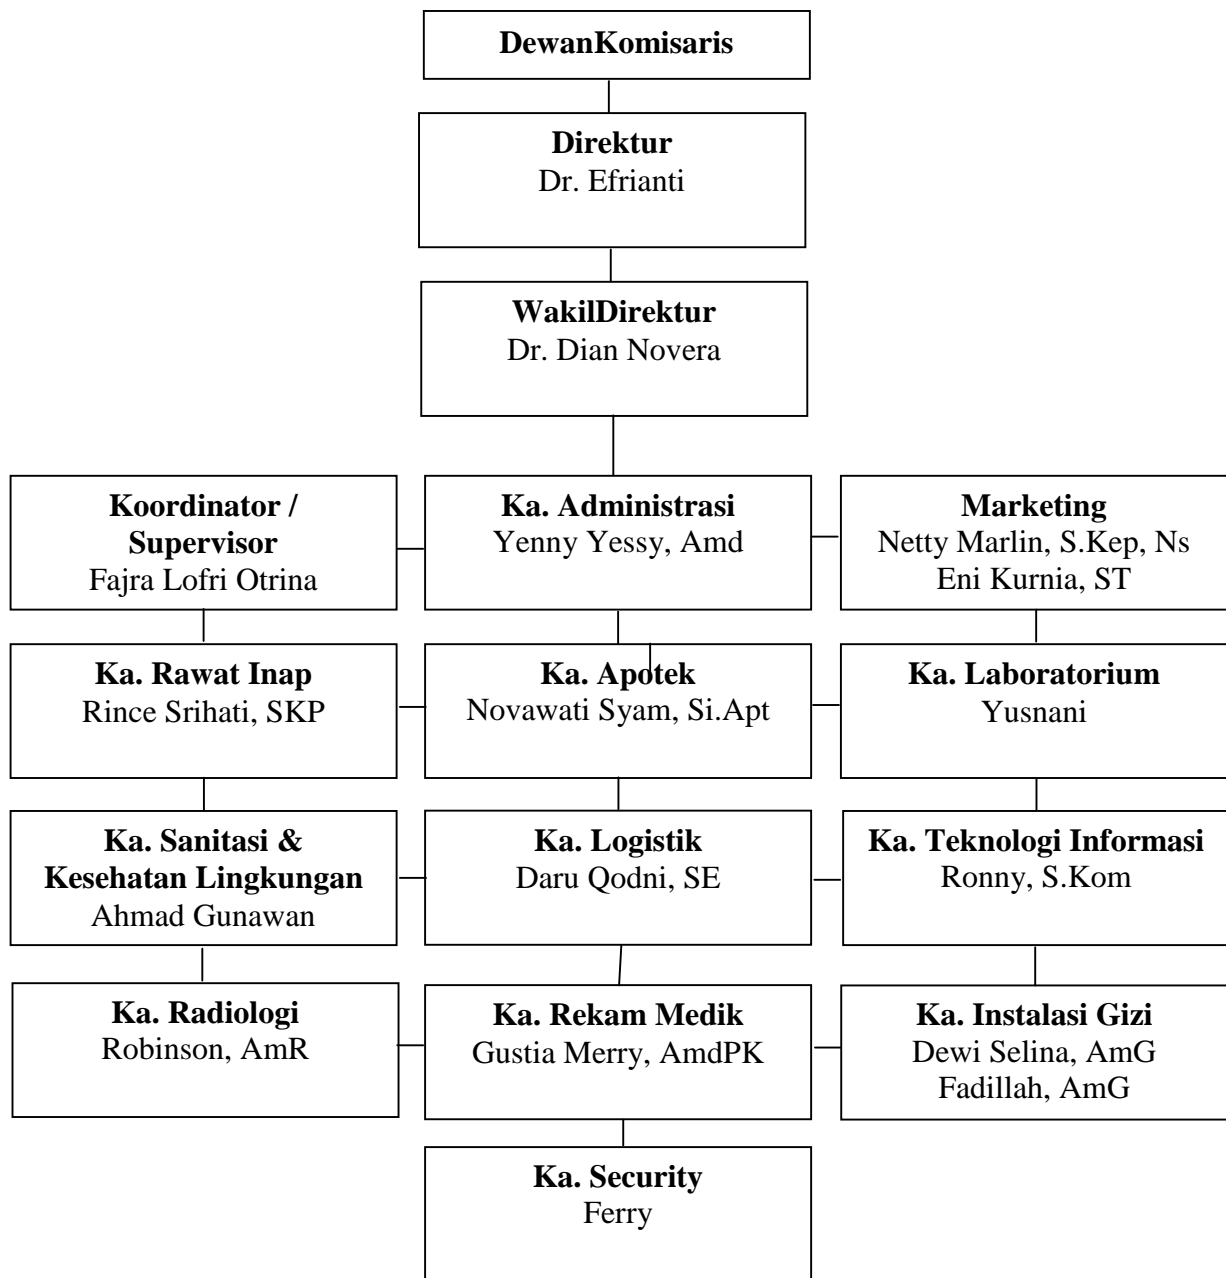 DewanKomisaris
Direktur
Dr. Efrianti
WakilDirektur
Dr. Dian Novera
Koordinator /
Supervisor
Fajra Lofri Otrina
Ka. Administrasi
Yenny Yessy, Amd
Marketing
Netty Marlin, S.Kep, Ns
Eni Kurnia, ST
Ka. Rawat Inap
Rince Srihati, SKP
Ka. Apotek
Novawati Syam, Si.Apt
Ka. Laboratorium
Yusnani
Ka. Sanitasi &
Kesehatan Lingkungan
Ahmad Gunawan
Ka. Logistik
Daru Qodni, SE
Ka. Teknologi Informasi
Ronny, S.Kom
Ka. Radiologi
Robinson, AmR
Ka. Rekam Medik
Gustia Merry, AmdPK
Ka. Instalasi Gizi
Dewi Selina, AmG
Fadillah, AmG
Ka. Security
Ferry